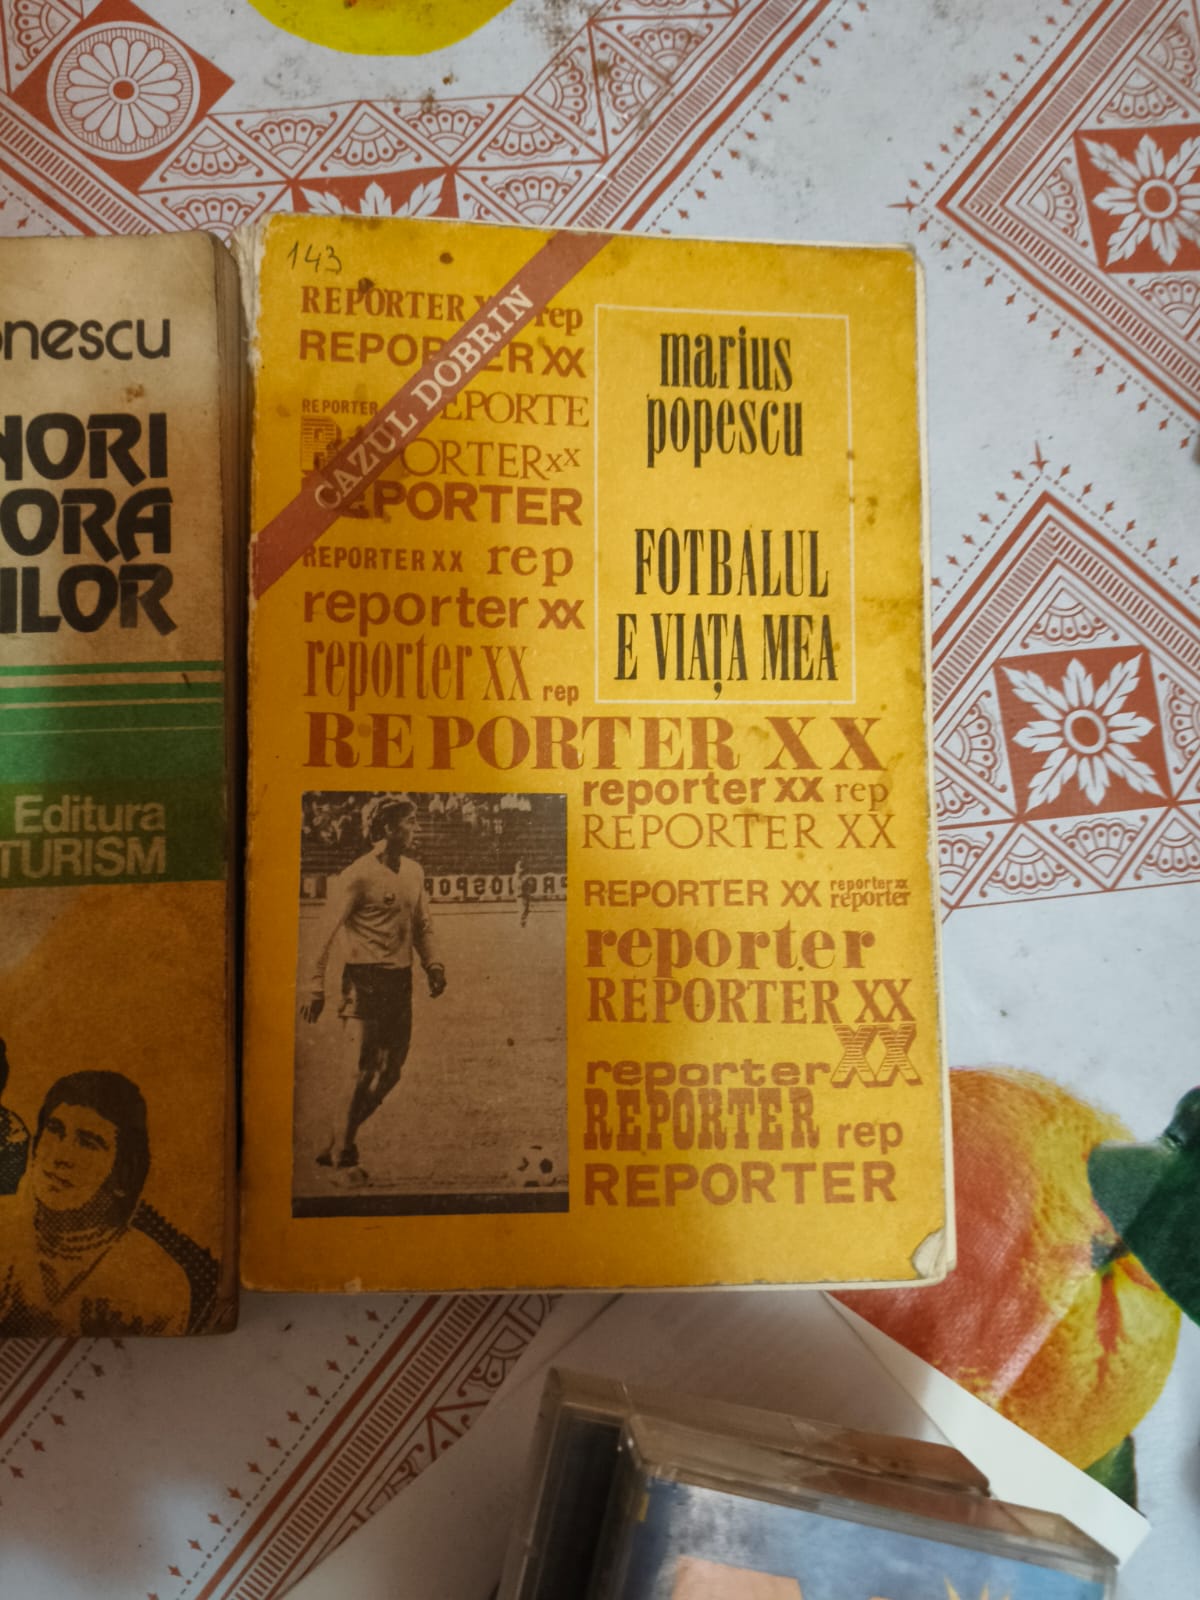 onescu
NORI
ORA
ILOR
Editura
TURISM
143
CAZUL DOBRIN
REPORTER X rep
REPORTER XX
REPORTER REPORTE
REPORTER XX
REPORTER
REPORTER XX rep
reporter XX
reporter XX rep
marius
popescu
FOTBALUL
E VIAȚA MEA
REPORTER XX
reporter XX rep
REPORTER XX
REPORTER XX reporter XX
reporter
reporter
REPORTER XX
reporter XX
REPORTER rep
REPORTER